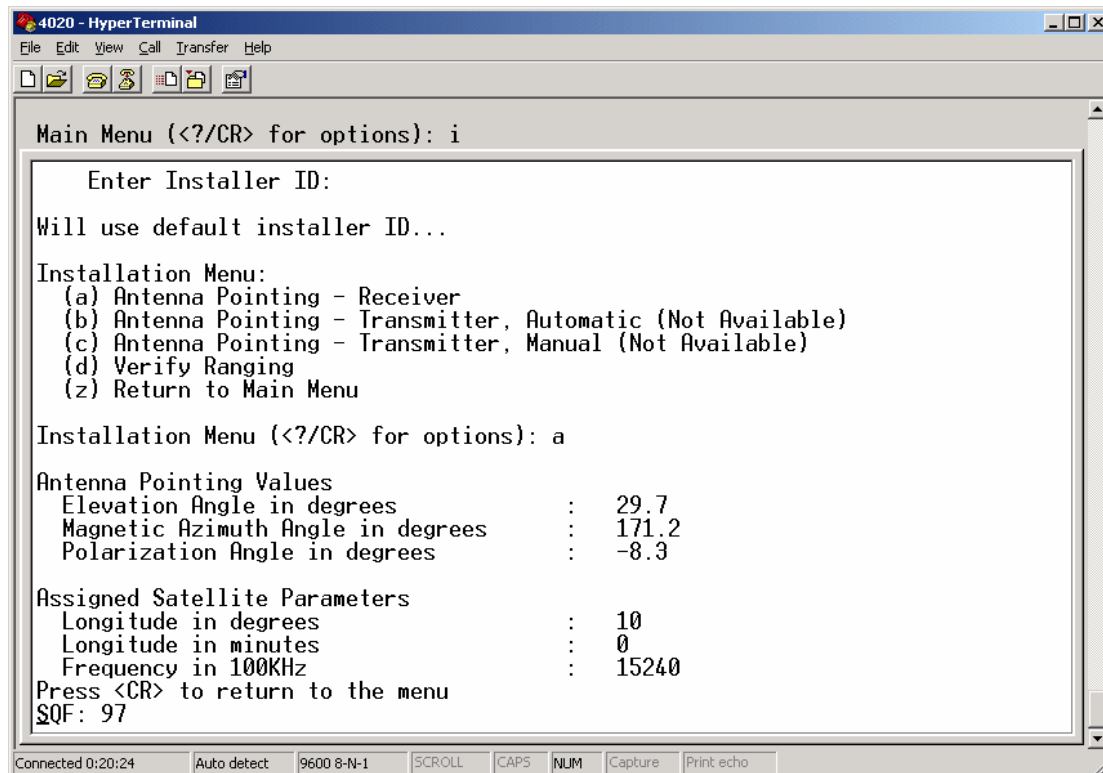 4020 - HyperTerminal
File Edit View Call Transfer Help
Main Menu (<?/CR> for options): i
Enter Installer ID:
Will use default installer ID...
Installation Menu:
(a) Antenna Pointing - Receiver
(b) Antenna Pointing - Transmitter, Automatic (Not Available)
(c) Antenna Pointing - Transmitter, Manual (Not Available)
(d) Verify Ranging
(z) Return to Main Menu
Installation Menu (<?/CR> for options): a
Antenna Pointing Values
Elevation Angle in degrees : 29.7
Magnetic Azimuth Angle in degrees : 171.2
Polarization Angle in degrees : -8.3
Assigned Satellite Parameters
Longitude in degrees : 10
Longitude in minutes : 0
Frequency in 100KHz : 15240
Press <CR> to return to the menu
SQF: 97
Connected 0:20:24 Auto detect 9600 8-N-1 SCROLL CAPS NUM Capture Print echo